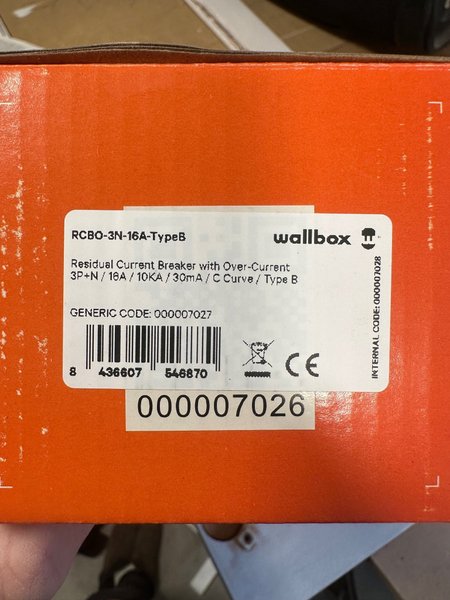 RCBO-3N-16A-TypeB
wallbox
Residual Current Breaker with Over-Current
3P+N / 16A / 10KA / 30mA / C Curve / Type B
GENERIC CODE: 000007027
8 436607 546870
CE
INTERNAL CODE: 000007028
000007026